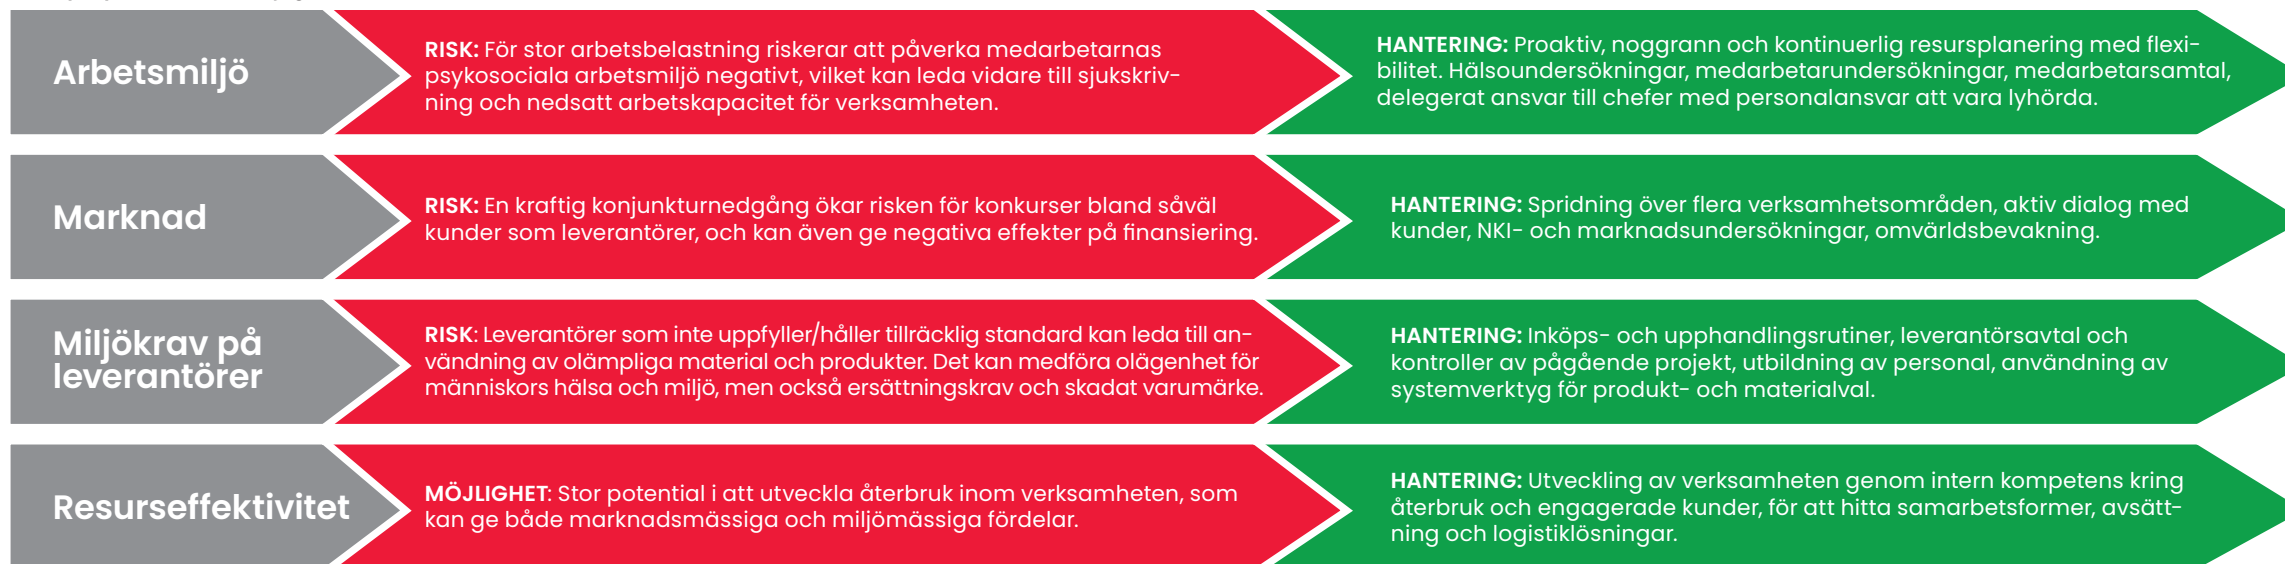 Arbetsmiljö
RISK: För stor arbetsbelastning riskerar att påverka medarbetarnas
psykosociala arbetsmiljö negativt, vilket kan leda vidare till sjukskriv-
ning och nedsatt arbetskapacitet för verksamheten.
HANTERING: Proaktiv, noggrann och kontinuerlig resursplanering med flexi-
bilitet. Hälsoundersökningar, medarbetarundersökningar, medarbetarsamtal,
delegerat ansvar till chefer med personalansvar att vara lyhörda.
Marknad
RISK: En kraftig konjunkturnedgång ökar risken för konkurser bland såväl
kunder som leverantörer, och kan även ge negativa effekter på finansiering.
HANTERING: Spridning över flera verksamhetsområden, aktiv dialog med
kunder, NKI- och marknadsundersökningar, omvärldsbevakning.
Miljökrav på
leverantörer
RISK: Leverantörer som inte uppfyller/håller tillräcklig standard kan leda till an-
vändning av olämpliga material och produkter. Det kan medföra olägenhet för
människors hälsa och miljö, men också ersättningskrav och skadat varumärke.
HANTERING: Inköps- och upphandlingsrutiner, leverantörsavtal och
kontroller av pågående projekt, utbildning av personal, användning av
systemverktyg för produkt- och materialval.
Resurseffektivitet
MÖJLIGHET: Stor potential i att utveckla återbruk inom verksamheten, som
kan ge både marknadsmässiga och miljömässiga fördelar.
HANTERING: Utveckling av verksamheten genom intern kompetens kring
återbruk och engagerade kunder, för att hitta samarbetsformer, avsätt-
ning och logistiklösningar.